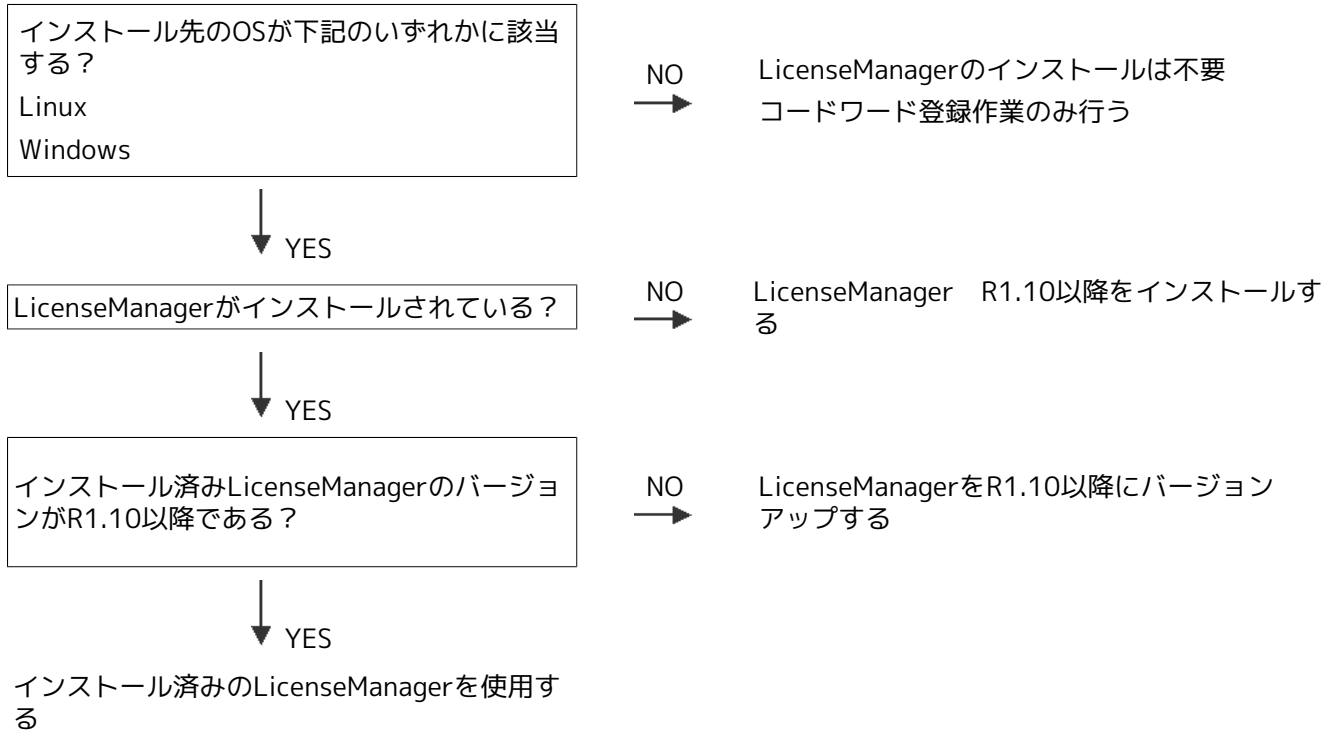 インストール先のOSが下記のいずれかに該当
する？
Linux
Windows
NO
LicenseManagerのインストールは不要
コードワード登録作業のみ行う
YES
LicenseManagerがインストールされている？
NO
LicenseManager　R1.10以降をインストールす
る
YES
インストール済みLicenseManagerのバージョ
ンがR1.10以降である？
NO
LicenseManagerをR1.10以降にバージョン
アップする
YES
インストール済みのLicenseManagerを使用す
る